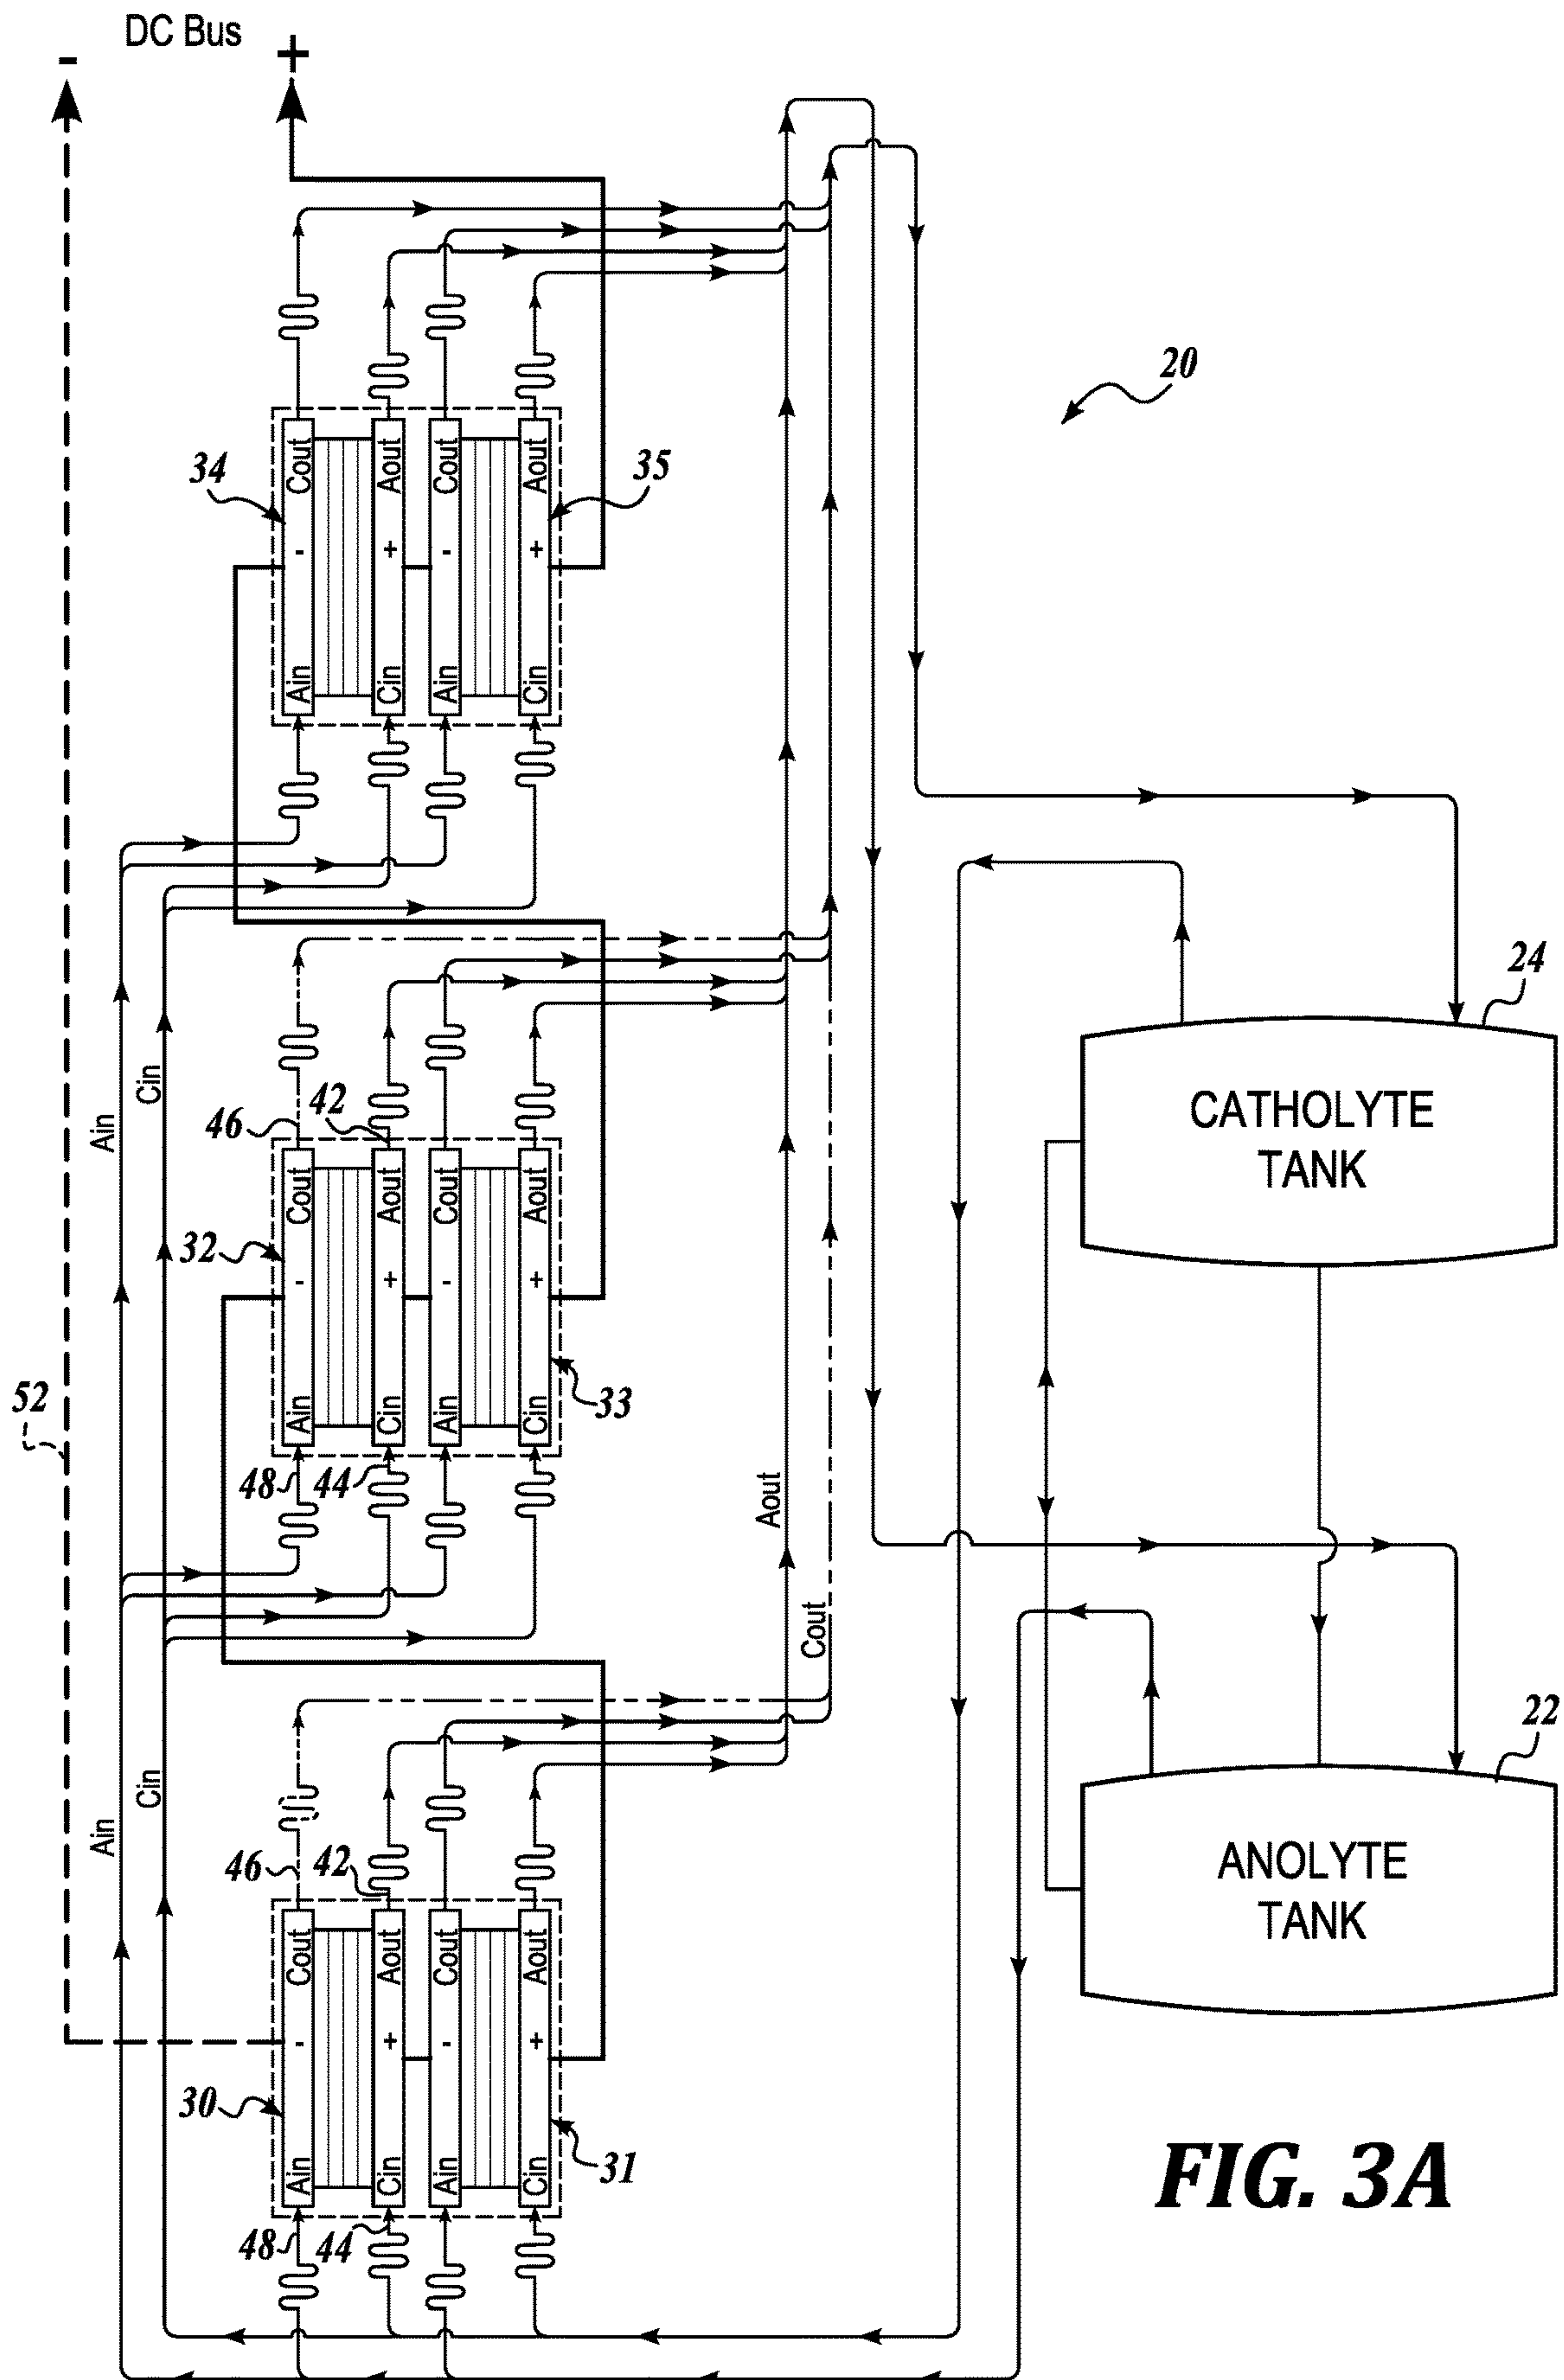 DC Bus
- +
20
34
35
Cout Aout Cout Aout
- + - +
Ain Cin Ain Cin
24
CATHOLYTE
TANK
Ain
Cin
46
42
32
Cout Aout Cout Aout
- + - +
Ain Cin Ain Cin
33
52
48
44
Aout
Cout
22
ANOLYTE
TANK
Ain
Cin
46
42
Cout Aout Cout Aout
- + - +
30
Ain Cin Ain Cin
31
48
44
FIG. 3A